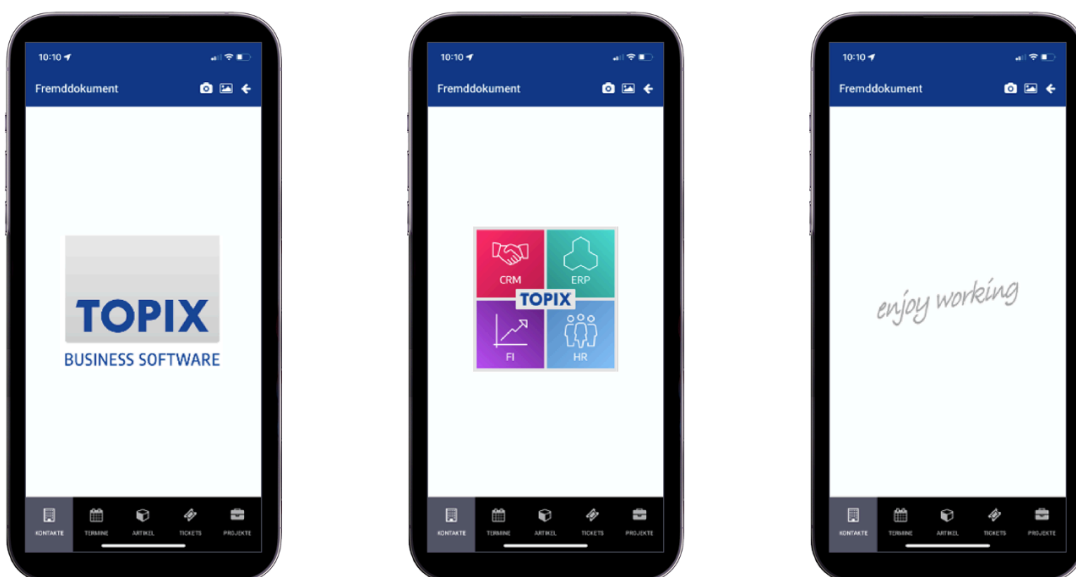 10:10
Fremddokument
TOPIX
BUSINESS SOFTWARE
KONTAKTE
TERMINE
ARTIKEL
TICKETS
PROJEKTE
10:10
Fremddokument
CRM
ERP
TOPIX
FI
HR
KONTAKTE
TERMINE
ARTIKEL
TICKETS
PROJEKTE
10:10
Fremddokument
enjoy working
KONTAKTE
TERMINE
ARTIKEL
TICKETS
PROJEKTE